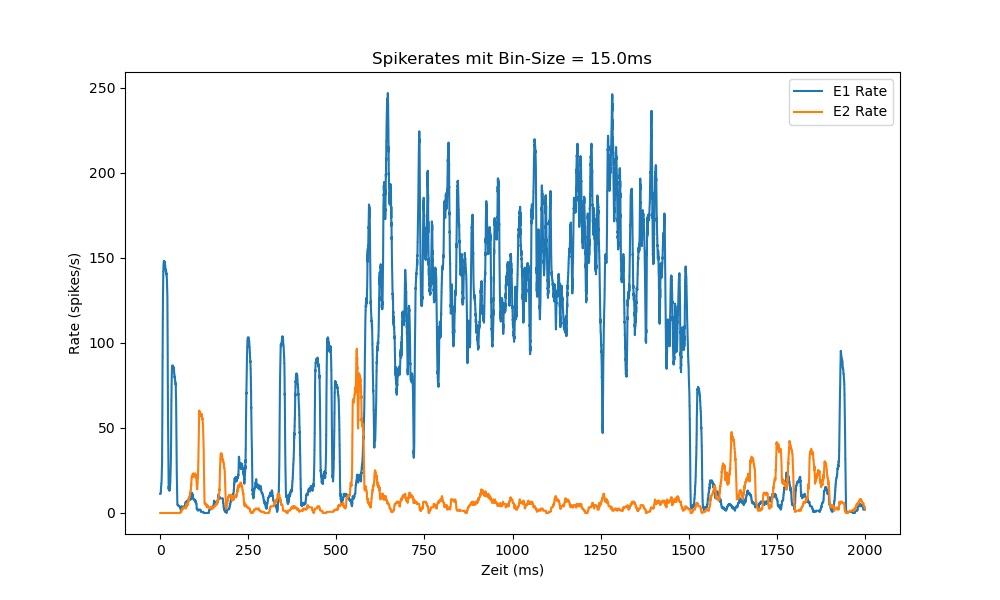 Spikerates mit Bin-Size = 15.0ms
E1 Rate
E2 Rate
250
200
150
100
50
0
Rate (spikes/s)
0 250 500 750 1000 1250 1500 1750 2000
Zeit (ms)